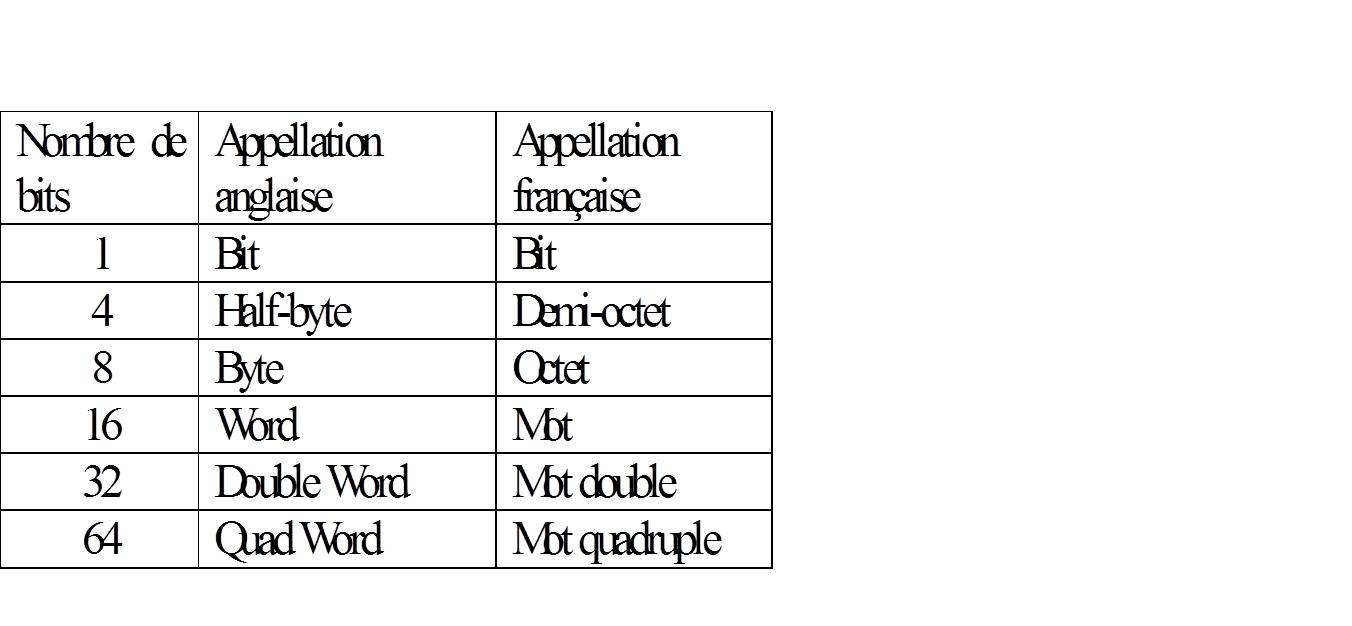 Nombre de bits Appellation anglaise Appellation française
1 Bit Bit
4 Half-byte Demi-octet
8 Byte Octet
16 Word Mot
32 Double Word Mot double
64 Quad Word Mot quadruple